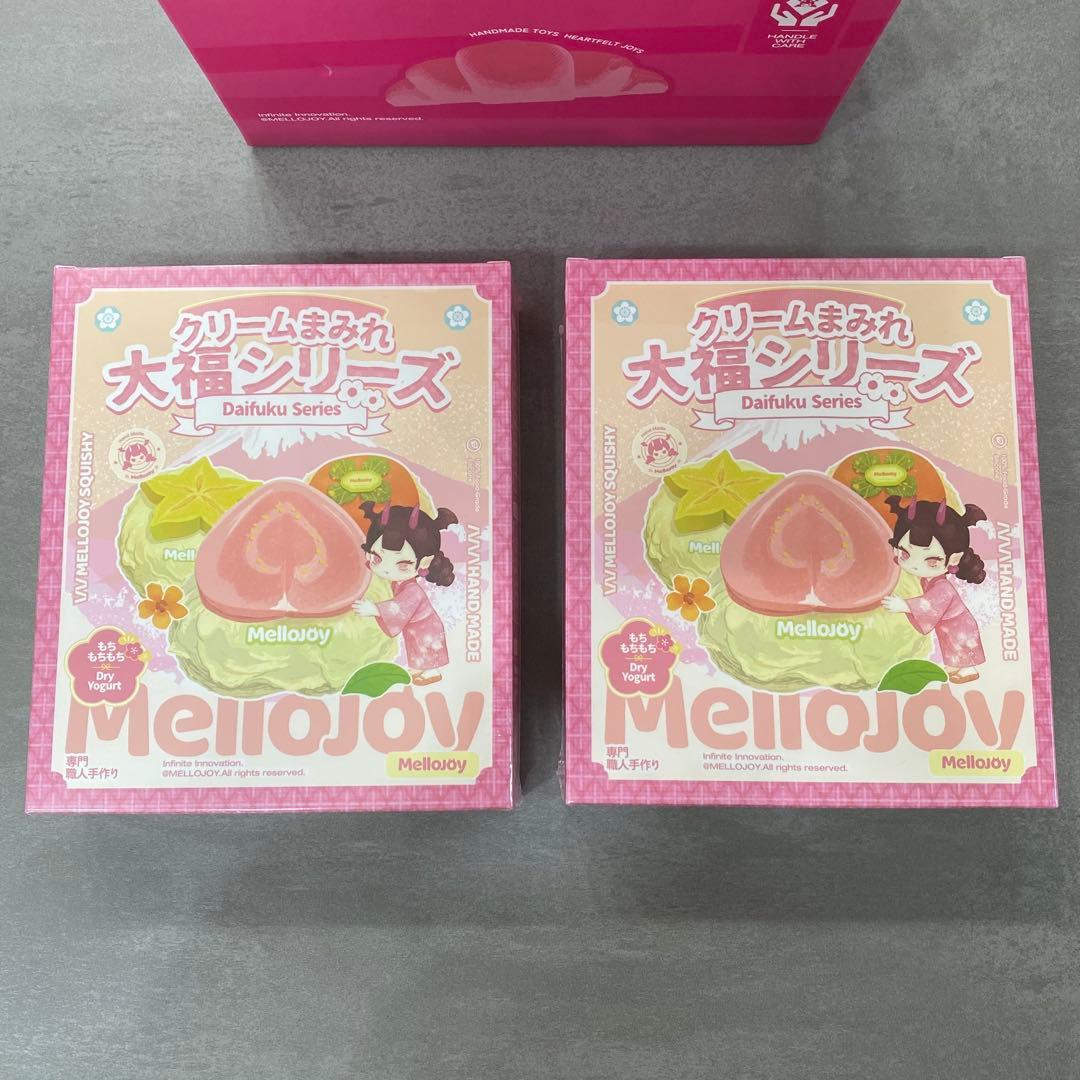 HANDMADE TOYS HEARTFELT JOYS
HANDLE
WITH
CARE
Infinite Innovation.
@MELLOJOY.All rights reserved.
クリームまみれ
大福シリーズ
Daifuku Series
MELLOJOY SQUISHY
HANDMADE
Mellojoy
Mello
Mellojoy
もち
もちもち
Dry
Yogurt
Mellojoy
専門
職人手作り
Infinite Innovation.
@MELLOJOY.All rights reserved.
Mellojoy
クリームまみれ
大福シリーズ
Daifuku Series
MELLOJOY SQUISHY
HANDMADE
Mellojoy
Mello
Mellojoy
もち
もちもち
Dry
Yogurt
Mellojoy
専門
職人手作り
Infinite Innovation.
@MELLOJOY.All rights reserved.
Mellojoy